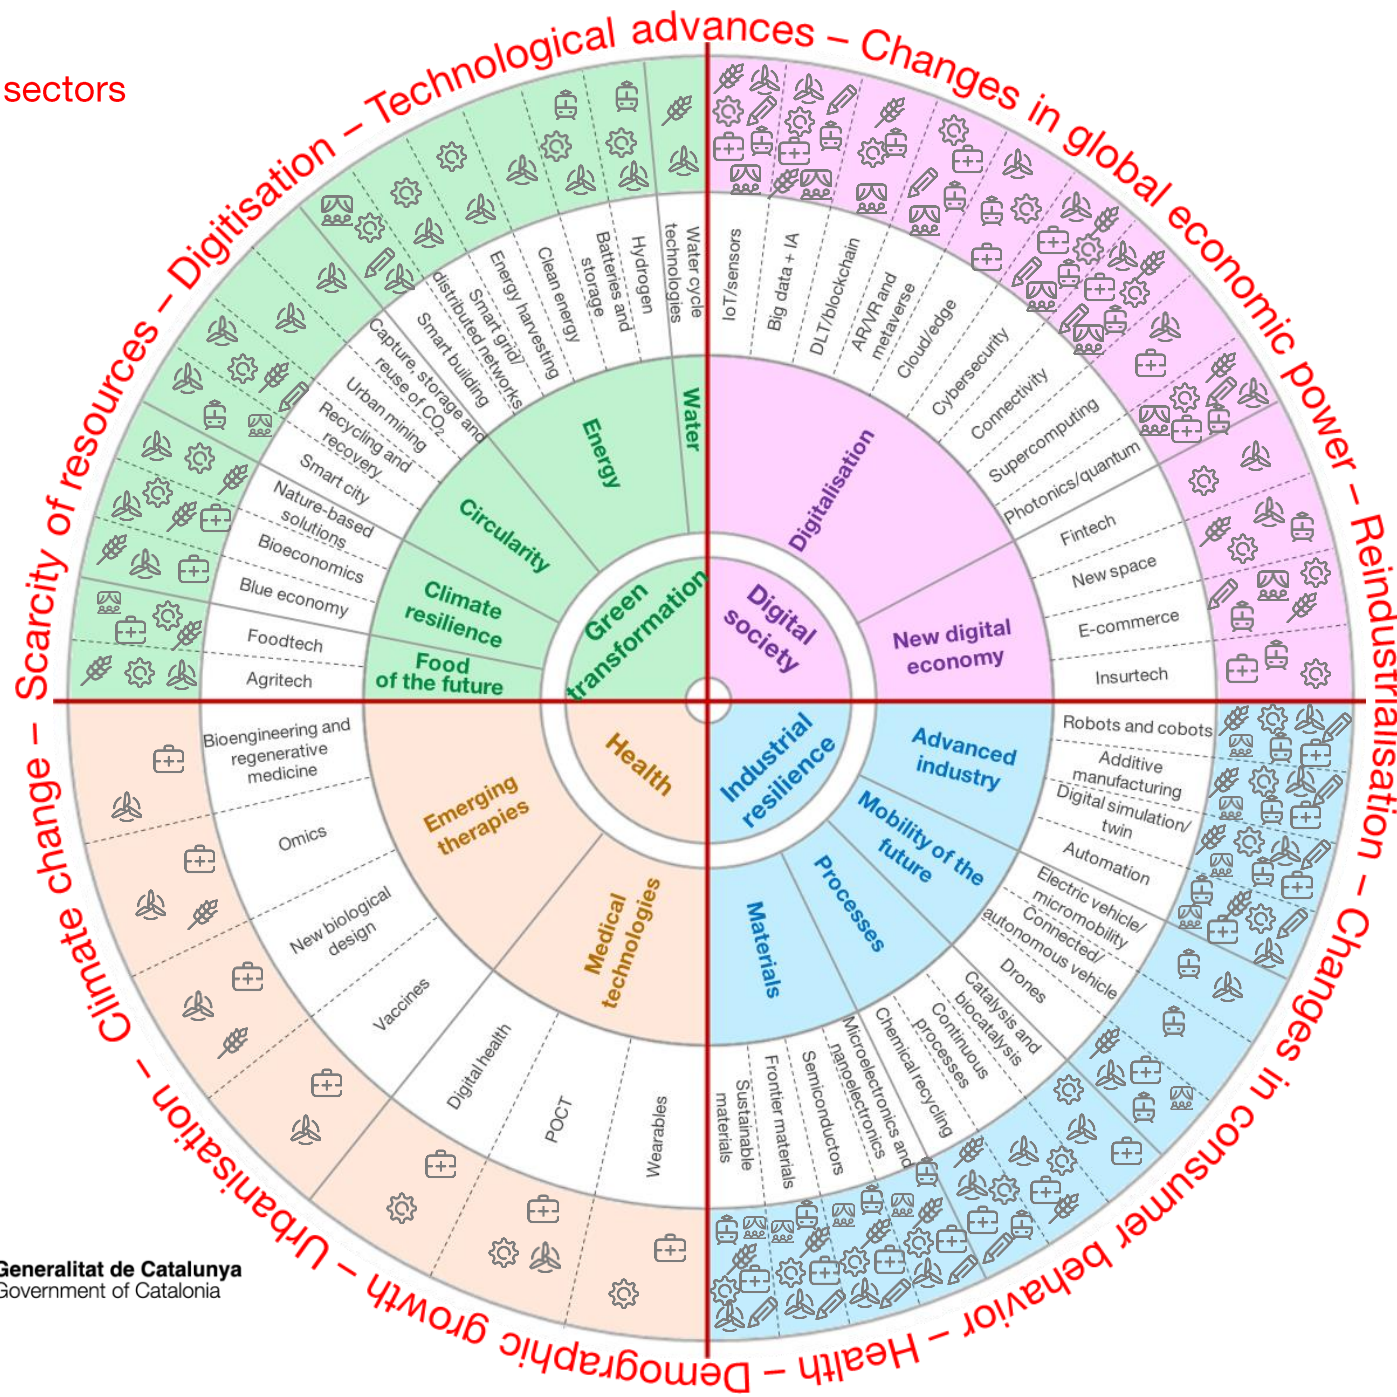 sectors
Scarcity of resources – Digitisation – Technological advances – Changes in global economic power – Reindustrialisation – Changes in consumer behavior – Health – Demographic growth – Urbanisation – Climate change –
Green
transformation
Water
Water cycle
technologies
Energy
Hydrogen
Batteries and
storage
Clean energy
Energy harvesting
Smart grid/
distributed networks
Smart building
Circularity
Capture, storage and
reuse of CO₂
Urban mining
Recycling and
recovery
Smart city
Climate
resilience
Nature-based
solutions
Bioeconomics
Blue economy
Food
of the future
Foodtech
Agritech
Digital
society
Digitalisation
IoT/sensors
Big data + IA
DLT/blockchain
AR/VR and
metaverse
Cloud/edge
Cybersecurity
Connectivity
Supercomputing
Photonics/quantum
New digital
economy
Fintech
New space
E-commerce
Insurtech
Industrial
resilience
Advanced
industry
Robots and cobots
Additive
manufacturing
Digital simulation/
twin
Automation
Mobility of the
future
Electric vehicle/
micromobility
Connected/
autonomous vehicle
Drones
Processes
Catalysis and
biocatalysis
Continuous
processes
Chemical recycling
Materials
Microelectronics and
nanoelectronics
Semiconductors
Frontier materials
Sustainable
materials
Health
Emerging
therapies
Bioengineering and
regenerative
medicine
Omics
New biological
design
Vaccines
Medical
technologies
Digital health
POCT
Wearables
Generalitat de Catalunya
Government of Catalonia